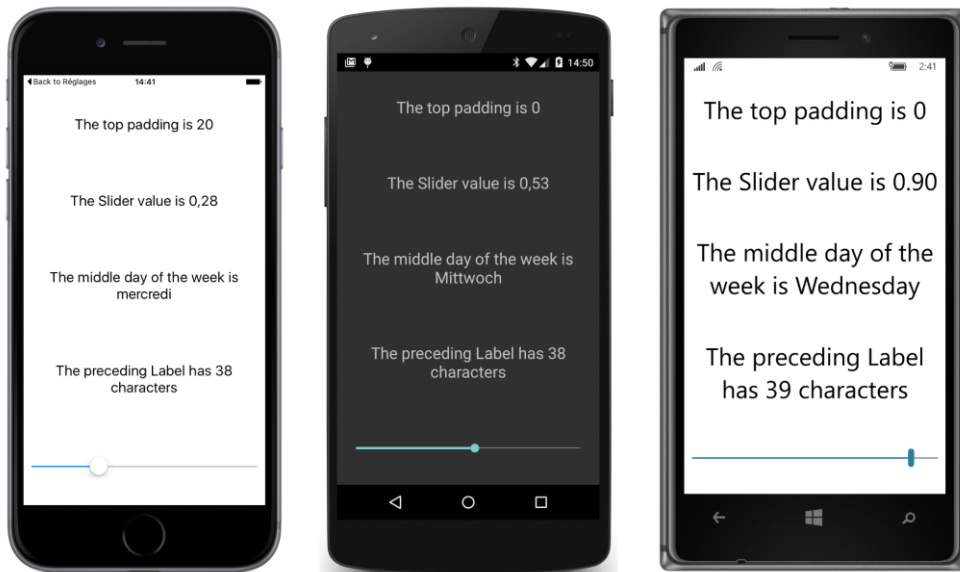 Back to Réglages 14:41
The top padding is 20
The Slider value is 0,28
The middle day of the week is
mercredi
The preceding Label has 38
characters
14:50
The top padding is 0
The Slider value is 0,53
The middle day of the week is
Mittwoch
The preceding Label has 38
characters
2:41
The top padding is 0
The Slider value is 0.90
The middle day of the
week is Wednesday
The preceding Label
has 39 characters